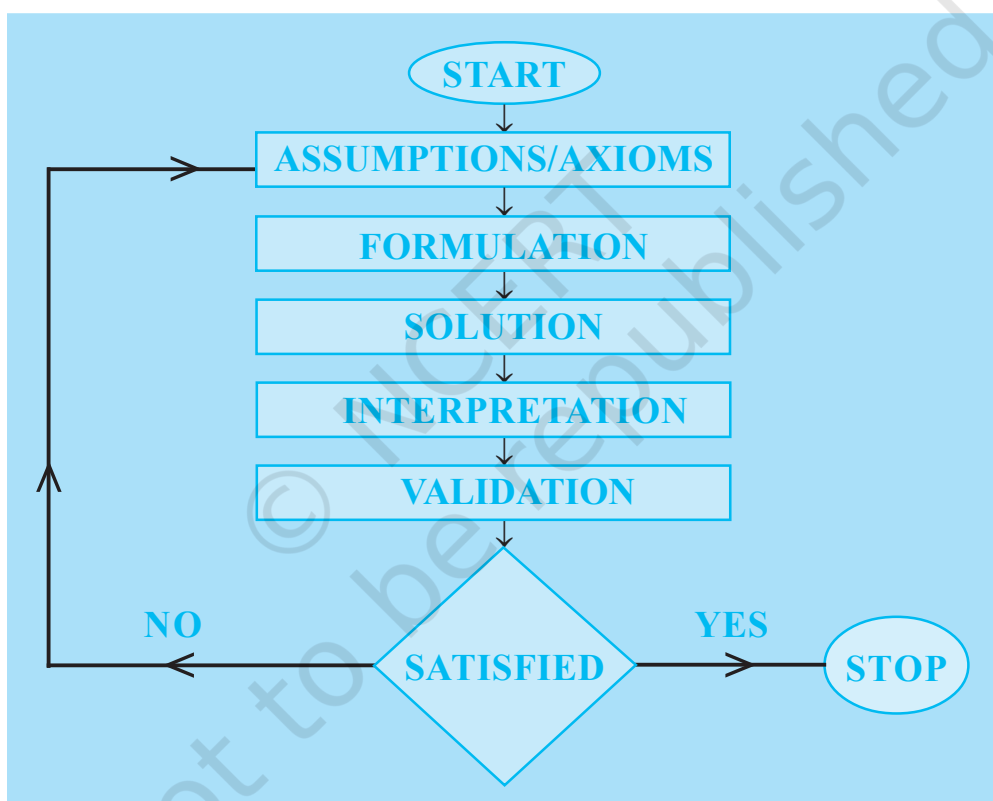 START
ASSUMPTIONS/AXIOMS
FORMULATION
SOLUTION
INTERPRETATION
VALIDATION
NO
YES
SATISFIED
STOP
© NCERT
not to be republished